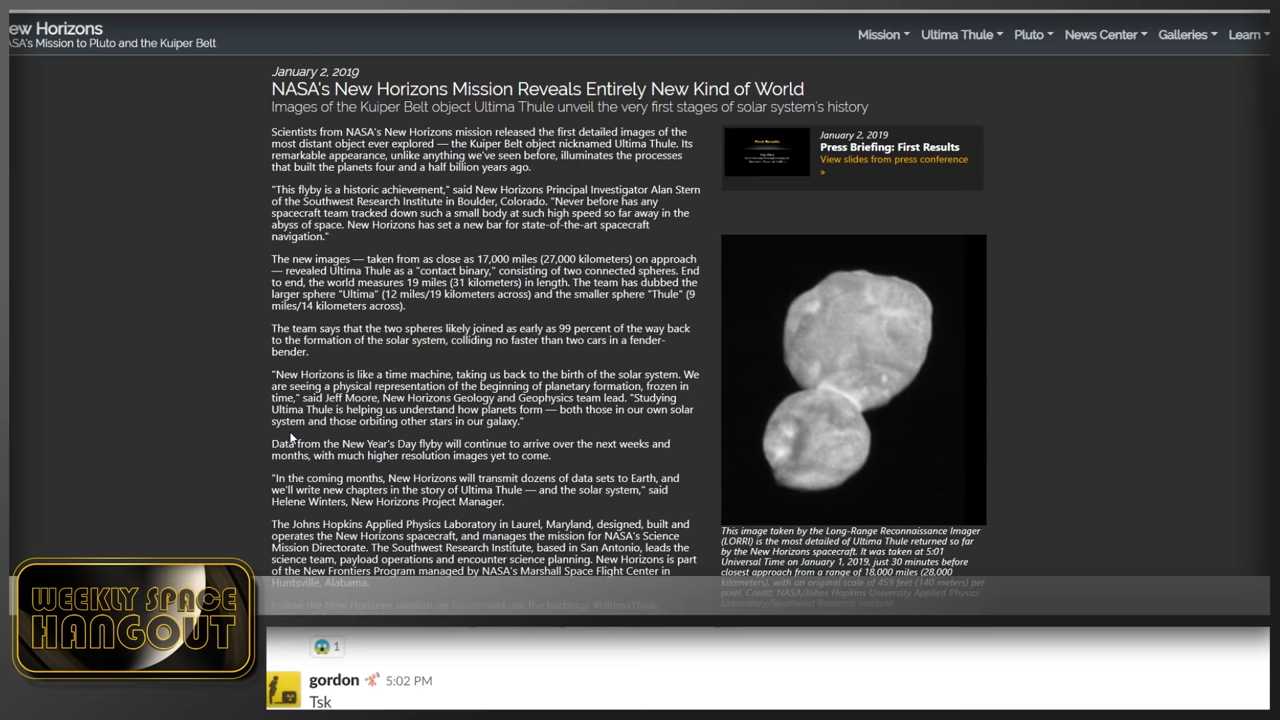 ew Horizons
SA's Mission to Pluto and the Kuiper Belt
Mission
Ultima Thule
Pluto
News Center
Galleries
Learn
January 2, 2019
NASA's New Horizons Mission Reveals Entirely New Kind of World
Images of the Kuiper Belt object Ultima Thule unveil the very first stages of solar system's history
Scientists from NASA's New Horizons mission released the first detailed images of the
most distant object ever explored — the Kuiper Belt object nicknamed Ultima Thule. Its
remarkable appearance, unlike anything we've seen before, illuminates the processes
that built the planets four and a half billion years ago.
"This flyby is a historic achievement," said New Horizons Principal Investigator Alan Stern
of the Southwest Research Institute in Boulder, Colorado. "Never before has any
spacecraft team tracked down such a small body at such high speed so far away in the
abyss of space. New Horizons has set a new bar for state-of-the-art spacecraft
navigation."
The new images — taken from as close as 17,000 miles (27,000 kilometers) on approach
— revealed Ultima Thule as a "contact binary," consisting of two connected spheres. End
to end, the world measures 19 miles (31 kilometers) in length. The team has dubbed the
larger sphere "Ultima" (12 miles/19 kilometers across) and the smaller sphere "Thule" (9
miles/14 kilometers across).
The team says that the two spheres likely joined as early as 99 percent of the way back
to the formation of the solar system, colliding no faster than two cars in a fender-
bender.
"New Horizons is like a time machine, taking us back to the birth of the solar system. We
are seeing a physical representation of the beginning of planetary formation, frozen in
time," said Jeff Moore, New Horizons Geology and Geophysics team lead. "Studying
Ultima Thule is helping us understand how planets form — both those in our own solar
system and those orbiting other stars in our galaxy."
Data from the New Year's Day flyby will continue to arrive over the next weeks and
months, with much higher resolution images yet to come.
"In the coming months, New Horizons will transmit dozens of data sets to Earth, and
we'll write new chapters in the story of Ultima Thule — and the solar system," said
Helene Winters, New Horizons Project Manager.
The Johns Hopkins Applied Physics Laboratory in Laurel, Maryland, designed, built and
operates the New Horizons spacecraft, and manages the mission for NASA's Science
Mission Directorate. The Southwest Research Institute, based in San Antonio, leads the
science team, payload operations and encounter science planning. New Horizons is part
of the New Frontiers Program managed by NASA's Marshall Space Flight Center in
Huntsville, Alabama.
Follow the New Horizons mission on and use the hashtags #UltimaThule
January 2, 2019
Press Briefing: First Results
View slides from press conference
»
First Results
This image taken by the Long-Range Reconnaissance Imager
(LORRI) is the most detailed of Ultima Thule returned so far
by the New Horizons spacecraft. It was taken at 5:01
Universal Time on January 1, 2019, just 30 minutes before
closest approach from a range of 18,000 miles (28,000
kilometers), with an original scale of 459 feet (140 meters) per
pixel. Credit: NASA/Johns Hopkins University Applied Physics
Laboratory/Southwest Research Institute
WEEKLY SPACE
HANGOUT
1
gordon 5:02 PM
Tsk